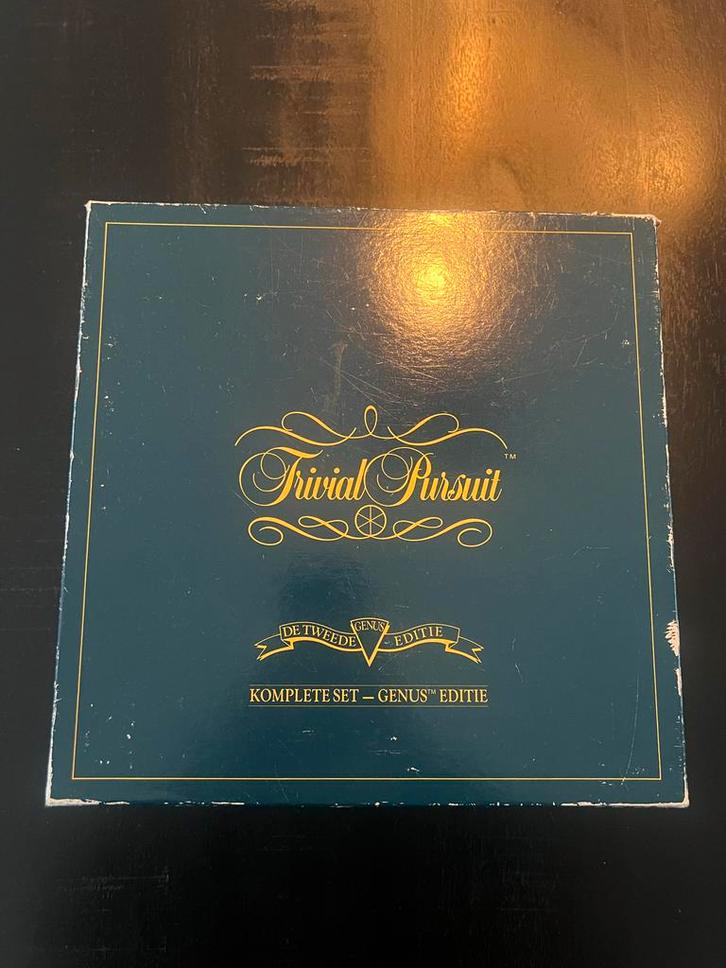 Trivial Pursuit™
DE TWEEDE GENUS EDITIE
KOMPLETE SET – GENUS™ EDITIE